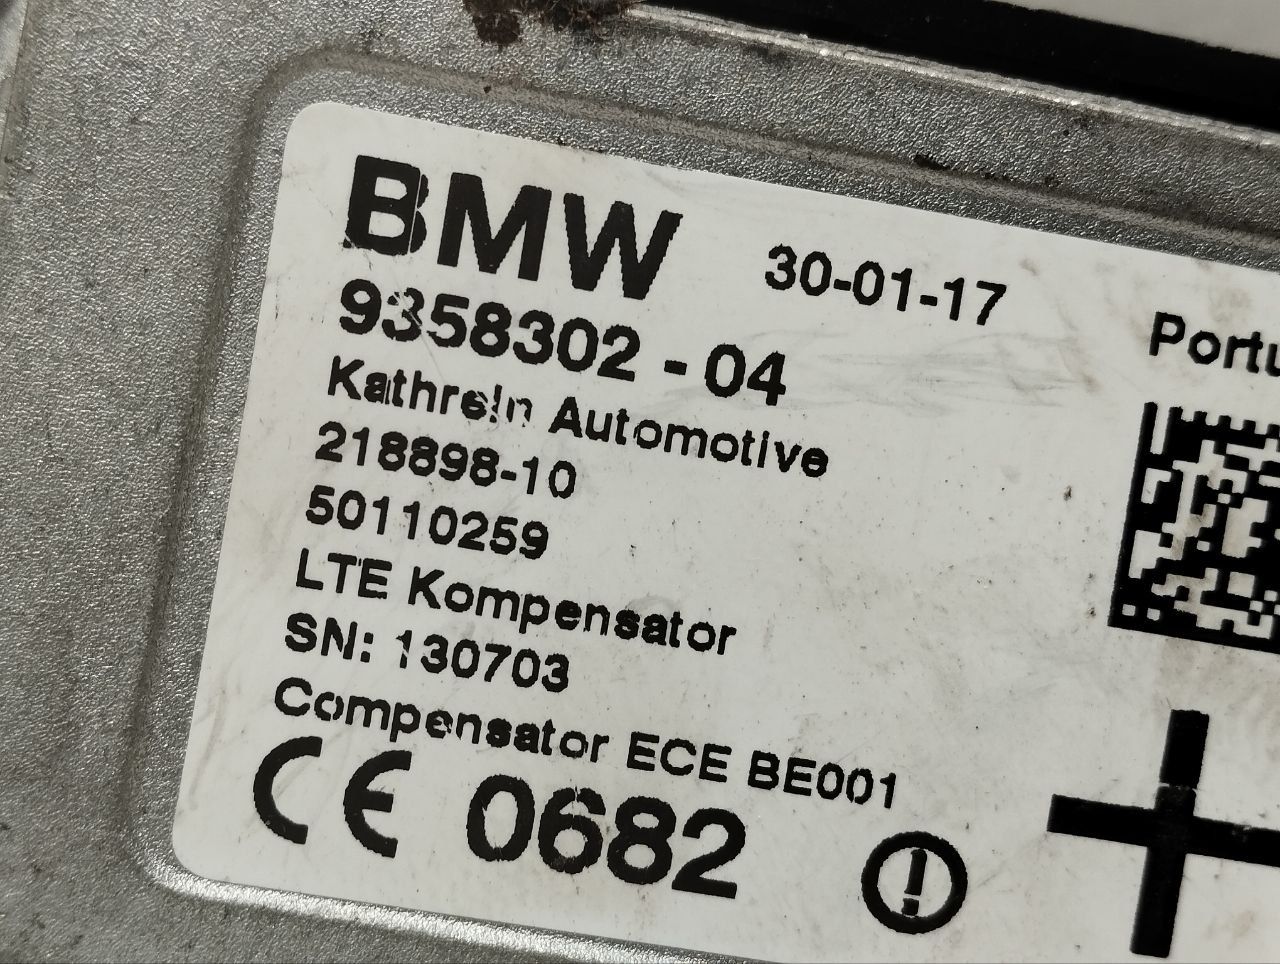 BMW 30-01-17
9358302 - 04
Kathrein Automotive
218898-10
50110259
LTE Kompensator
SN: 130703
Compensator ECE BE001
CE 0682
Portu